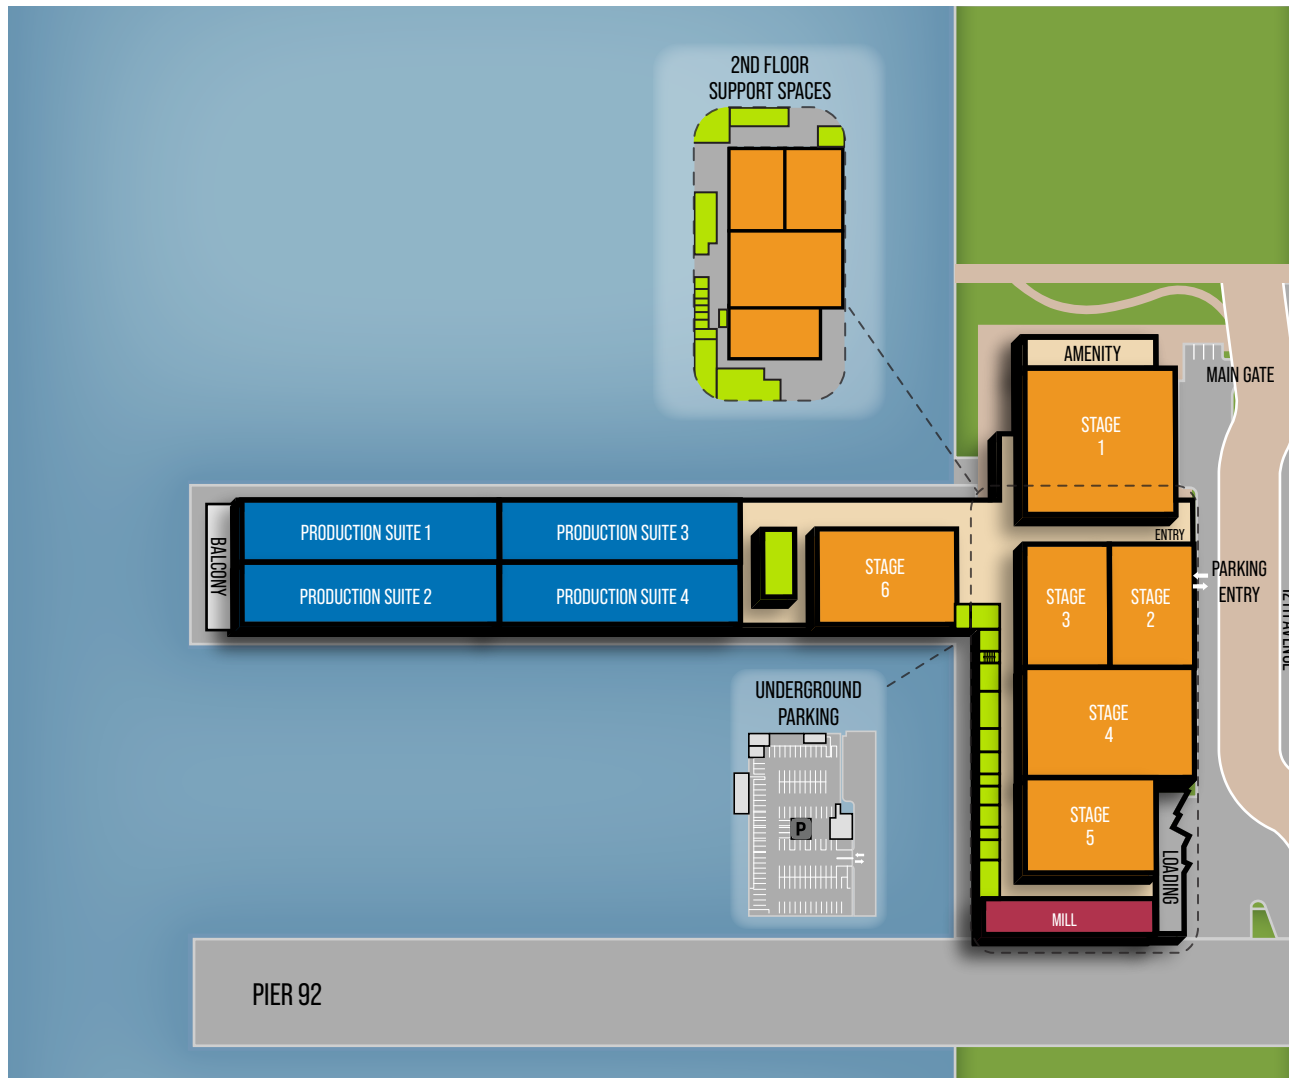 2ND FLOOR
SUPPORT SPACES
AMENITY
MAIN GATE
STAGE
1
ENTRY
PRODUCTION SUITE 1
PRODUCTION SUITE 3
BALCONY
STAGE
6
PARKING
ENTRY
PRODUCTION SUITE 2
PRODUCTION SUITE 4
STAGE
3
STAGE
2
12TH AVENUE
UNDERGROUND
PARKING
STAGE
4
P
STAGE
5
LOADING
MILL
PIER 92